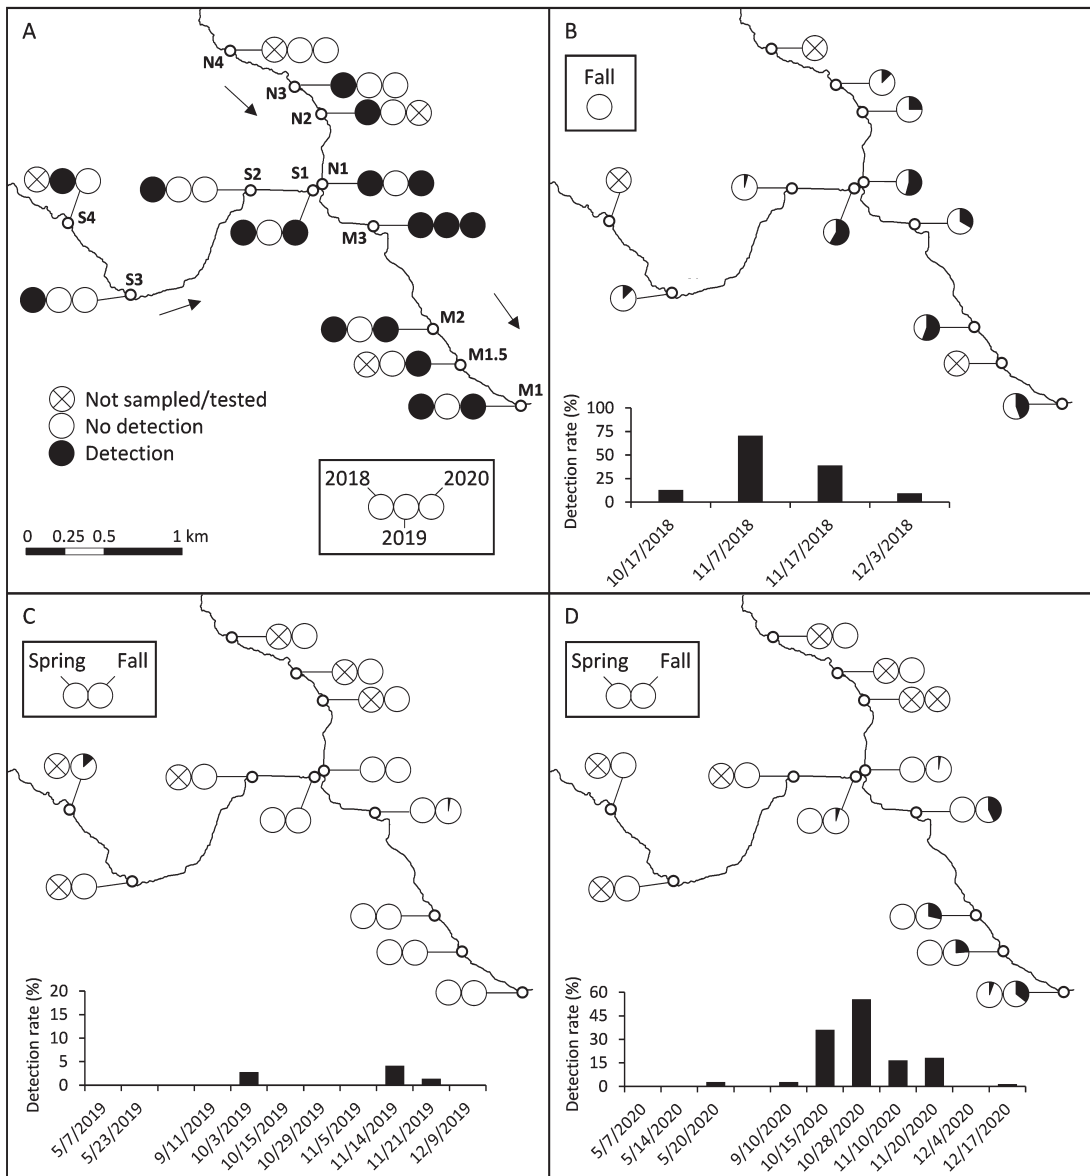 A
N4
N3
N2
S2
S1
N1
S4
M3
S3
M2
M1.5
M1
Not sampled/tested
No detection
Detection
2018
2020
2019
0
0.25
0.5
1 km
B
Fall
Detection rate (%)
100
75
50
25
0
10/17/2018
11/7/2018
11/17/2018
12/3/2018
C
Spring
Fall
Detection rate (%)
20
15
10
5
0
5/7/2019
5/23/2019
9/11/2019
10/3/2019
10/15/2019
10/29/2019
11/5/2019
11/14/2019
11/21/2019
12/9/2019
D
Spring
Fall
Detection rate (%)
60
45
30
15
0
5/7/2020
5/14/2020
5/20/2020
9/10/2020
10/15/2020
10/28/2020
11/10/2020
11/20/2020
12/4/2020
12/17/2020